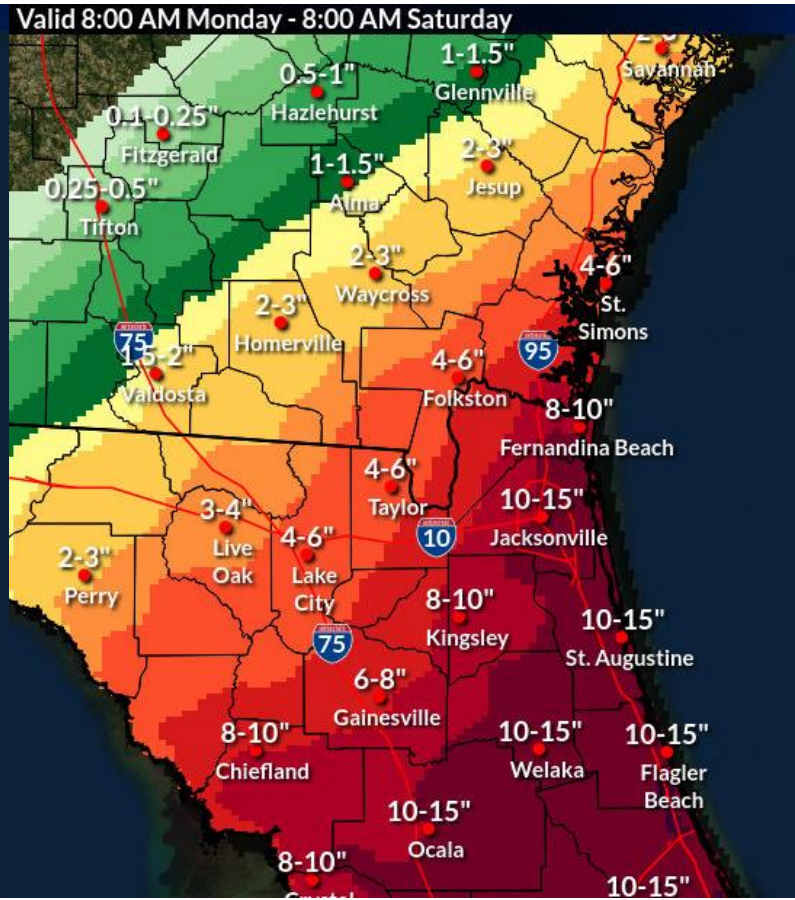 Valid 8:00 AM Monday - 8:00 AM Saturday
Savannah
1-1.5"
Glennville
0.5-1"
Hazlehurst
0.1-0.25"
Fitzgerald
1-1.5"
Alma
2-3"
Jesup
0.25-0.5"
Tifton
2-3"
Waycross
4-6"
St.
Simons
2-3"
Homerville
75
1.5-2"
Valdosta
95
4-6"
Folkston
8-10"
Fernandina Beach
4-6"
Taylor
10-15"
Jacksonville
3-4"
Live
Oak
4-6"
Lake
City
10
2-3"
Perry
8-10"
Kingsley
75
10-15"
St. Augustine
6-8"
Gainesville
8-10"
Chiefland
10-15"
Welaka
10-15"
Flagler
Beach
10-15"
Ocala
8-10"
Crystal
10-15"